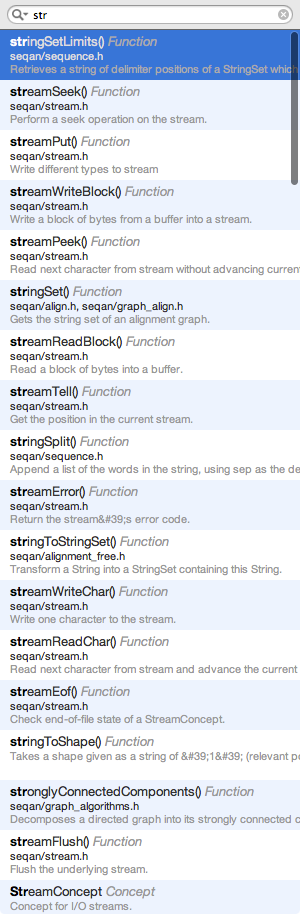 str
stringSetLimits() Function
seqan/sequence.h
Retrieves a string of delimiter positions of a StringSet which
streamSeek() Function
seqan/stream.h
Perform a seek operation on the stream.
streamPut() Function
seqan/stream.h
Write different types to stream
streamWriteBlock() Function
seqan/stream.h
Write a block of bytes from a buffer into a stream.
streamPeek() Function
seqan/stream.h
Read next character from stream without advancing current
stringSet() Function
seqan/align.h, seqan/graph_align.h
Gets the string set of an alignment graph.
streamReadBlock() Function
seqan/stream.h
Read a block of bytes into a buffer.
streamTell() Function
seqan/stream.h
Get the position in the current stream.
stringSplit() Function
seqan/sequence.h
Append a list of the words in the string, using sep as the de
streamError() Function
seqan/stream.h
Return the stream&#39;s error code.
stringToStringSet() Function
seqan/alignment_free.h
Transform a String into a StringSet containing this String.
streamWriteChar() Function
seqan/stream.h
Write one character to the stream.
streamReadChar() Function
seqan/stream.h
Read next character from stream and advance the current
streamEof() Function
seqan/stream.h
Check end-of-file state of a StreamConcept.
stringToShape() Function
Takes a shape given as a string of &#39;1&#39; (relevant po
stronglyConnectedComponents() Function
seqan/graph_algorithms.h
Decomposes a directed graph into its strongly connected c
streamFlush() Function
seqan/stream.h
Flush the underlying stream.
StreamConcept Concept
Concept for I/O streams.